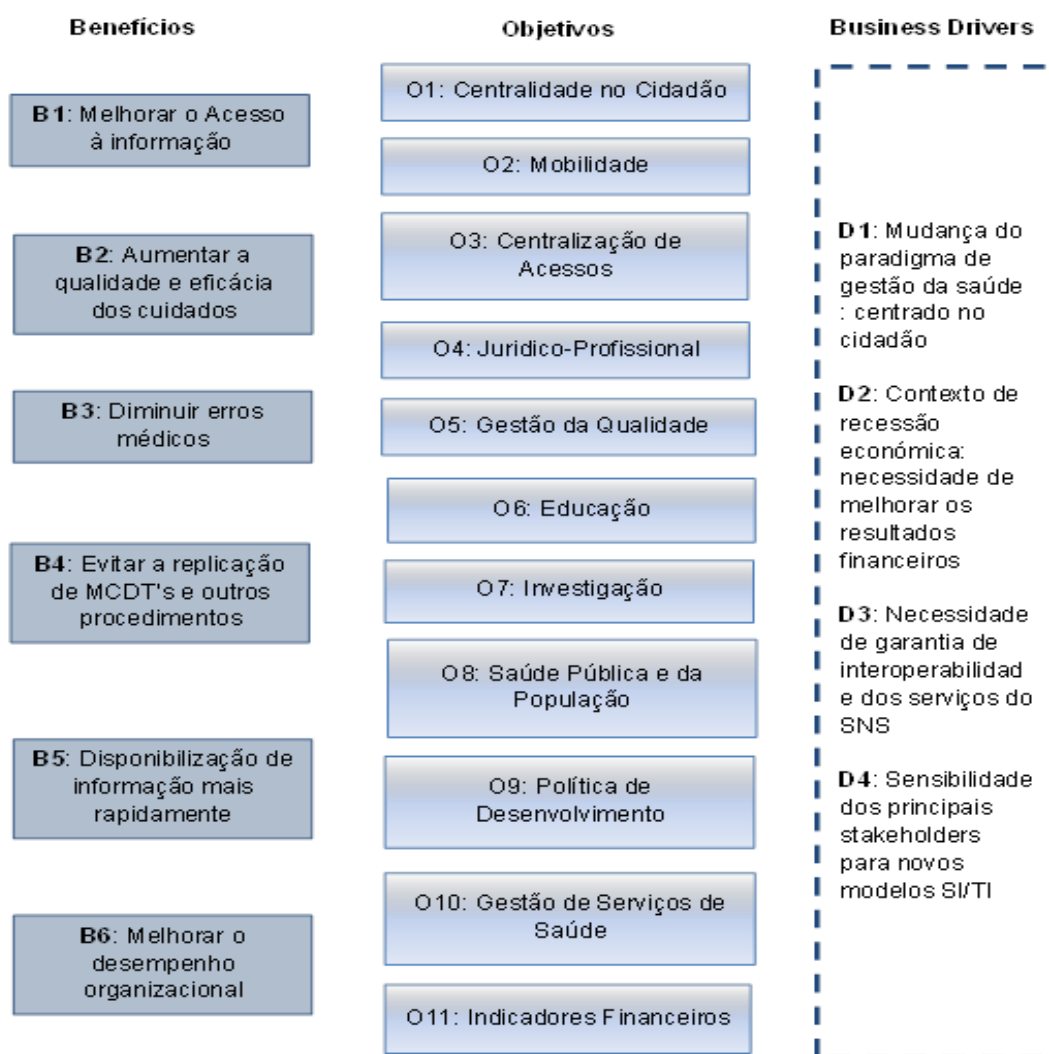 Benefícios
B1: Melhorar o Acesso
à informação
B2: Aumentar a
qualidade e eficácia
dos cuidados
B3: Diminuir erros
médicos
B4: Evitar a replicação
de MCDT's e outros
procedimentos
B5: Disponibilização de
informação mais
rapidamente
B6: Melhorar o
desempenho
organizacional
Objetivos
O1: Centralidade no Cidadão
O2: Mobilidade
O3: Centralização de
Acessos
O4: Juridico-Profissional
O5: Gestão da Qualidade
O6: Educação
O7: Investigação
O8: Saúde Pública e da
População
O9: Política de
Desenvolvimento
O10: Gestão de Serviços de
Saúde
O11: Indicadores Financeiros
Business Drivers
D1: Mudança do
paradigma de
gestão da saúde
: centrado no
cidadão
D2: Contexto de
recessão
económica:
necessidade de
melhorar os
resultados
financeiros
D3: Necessidade
de garantia de
interoperabilidad
e dos serviços do
SNS
D4: Sensibilidade
dos principais
stakeholders
para novos
modelos SI/TI